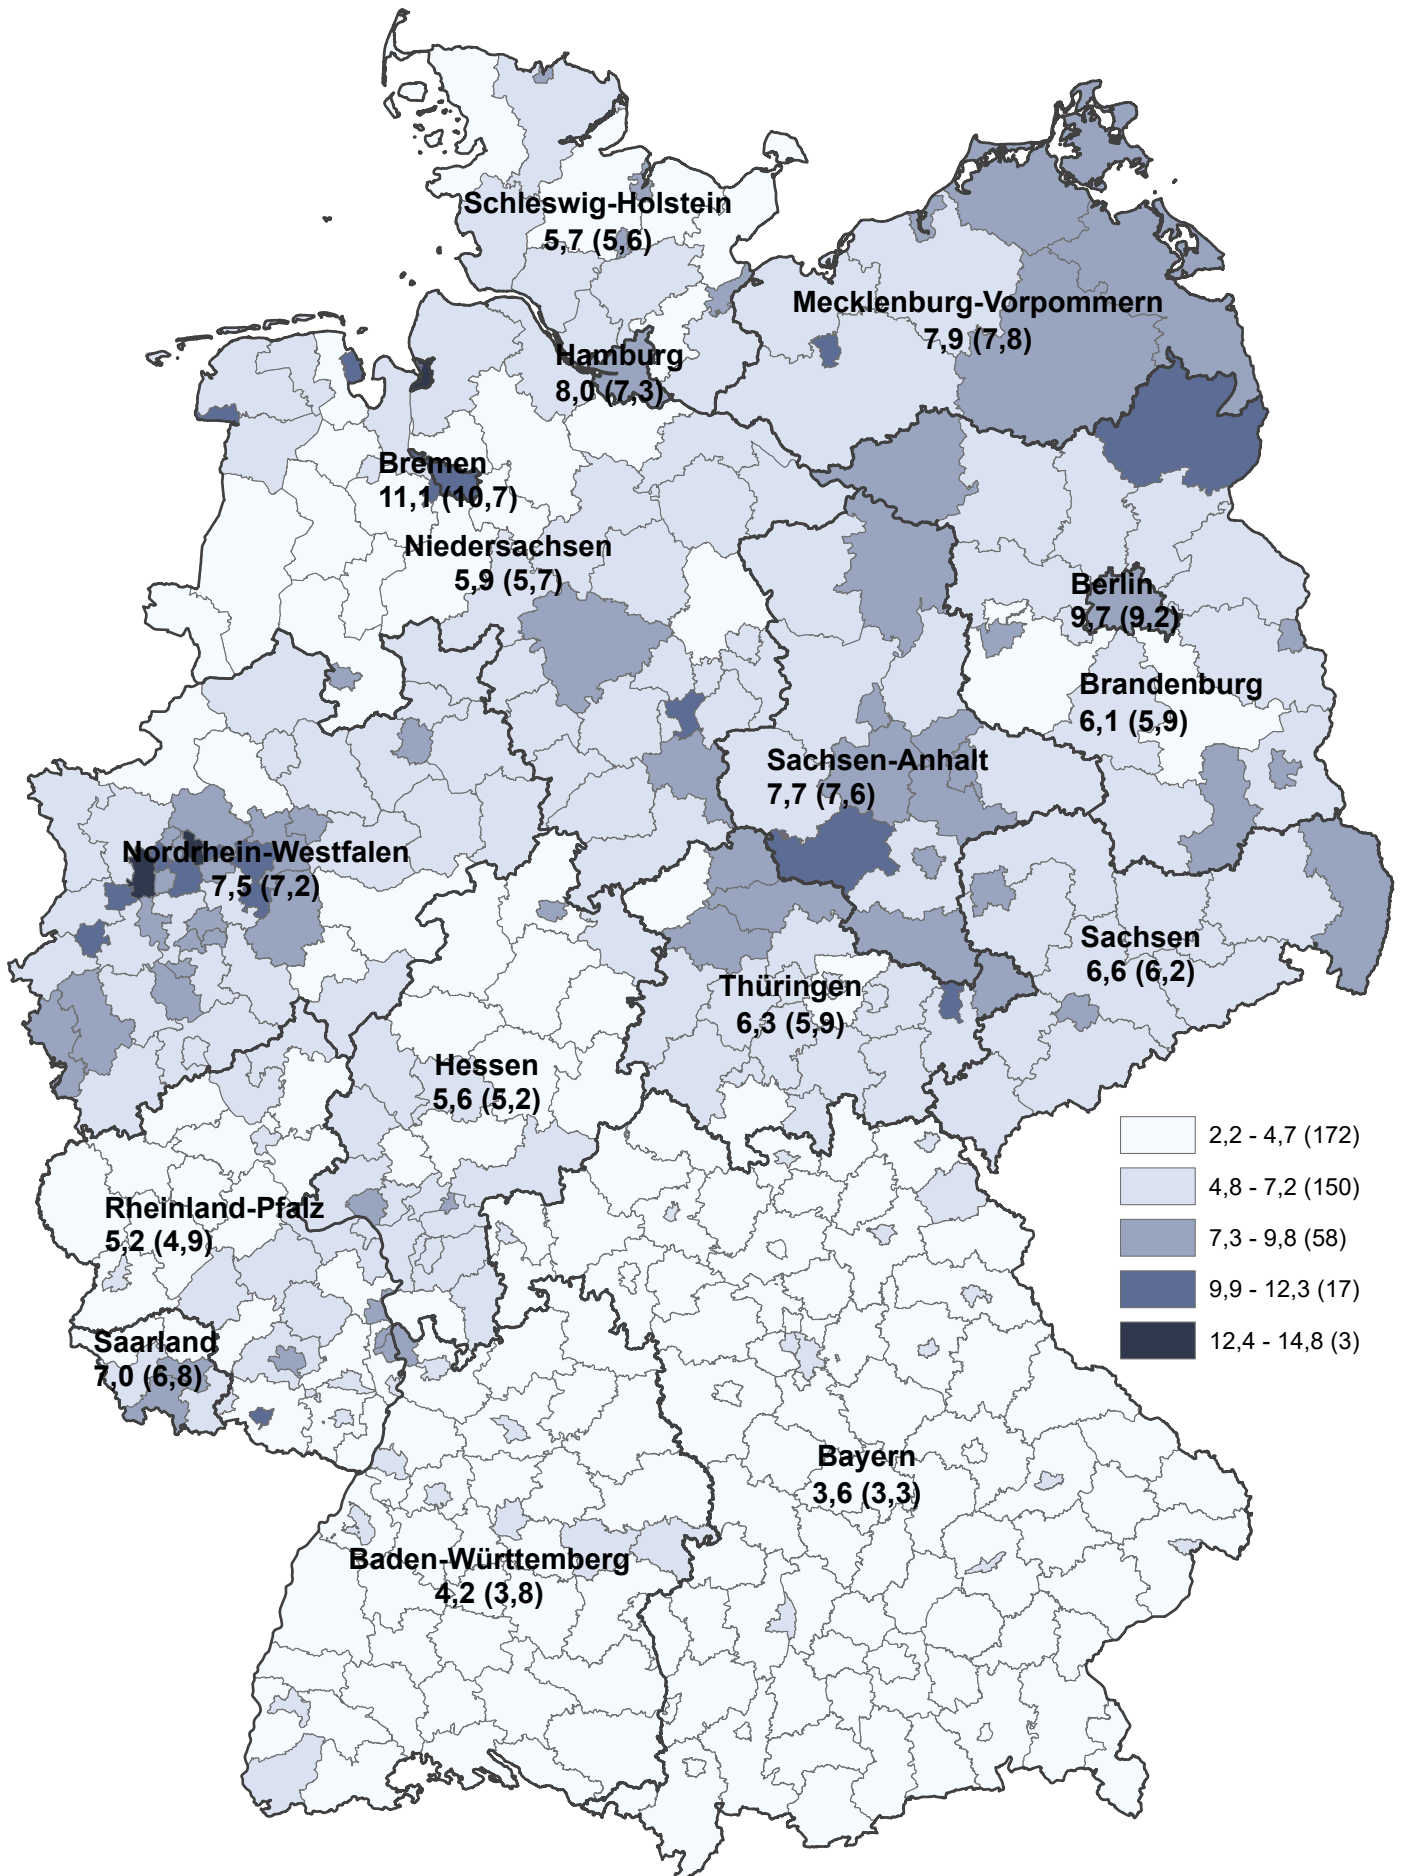 Schleswig-Holstein
5,7 (5,6)
Mecklenburg-Vorpommern
7,9 (7,8)
Hamburg
8,0 (7,3)
Bremen
11,1 (10,7)
Niedersachsen
5,9 (5,7)
Berlin
9,7 (9,2)
Brandenburg
6,1 (5,9)
Sachsen-Anhalt
7,7 (7,6)
Nordrhein-Westfalen
7,5 (7,2)
Sachsen
6,6 (6,2)
Thüringen
6,3 (5,9)
Hessen
5,6 (5,2)
Rheinland-Pfalz
5,2 (4,9)
Saarland
7,0 (6,8)
Bayern
3,6 (3,3)
Baden-Württemberg
4,2 (3,8)
2,2 - 4,7 (172)
4,8 - 7,2 (150)
7,3 - 9,8 (58)
9,9 - 12,3 (17)
12,4 - 14,8 (3)